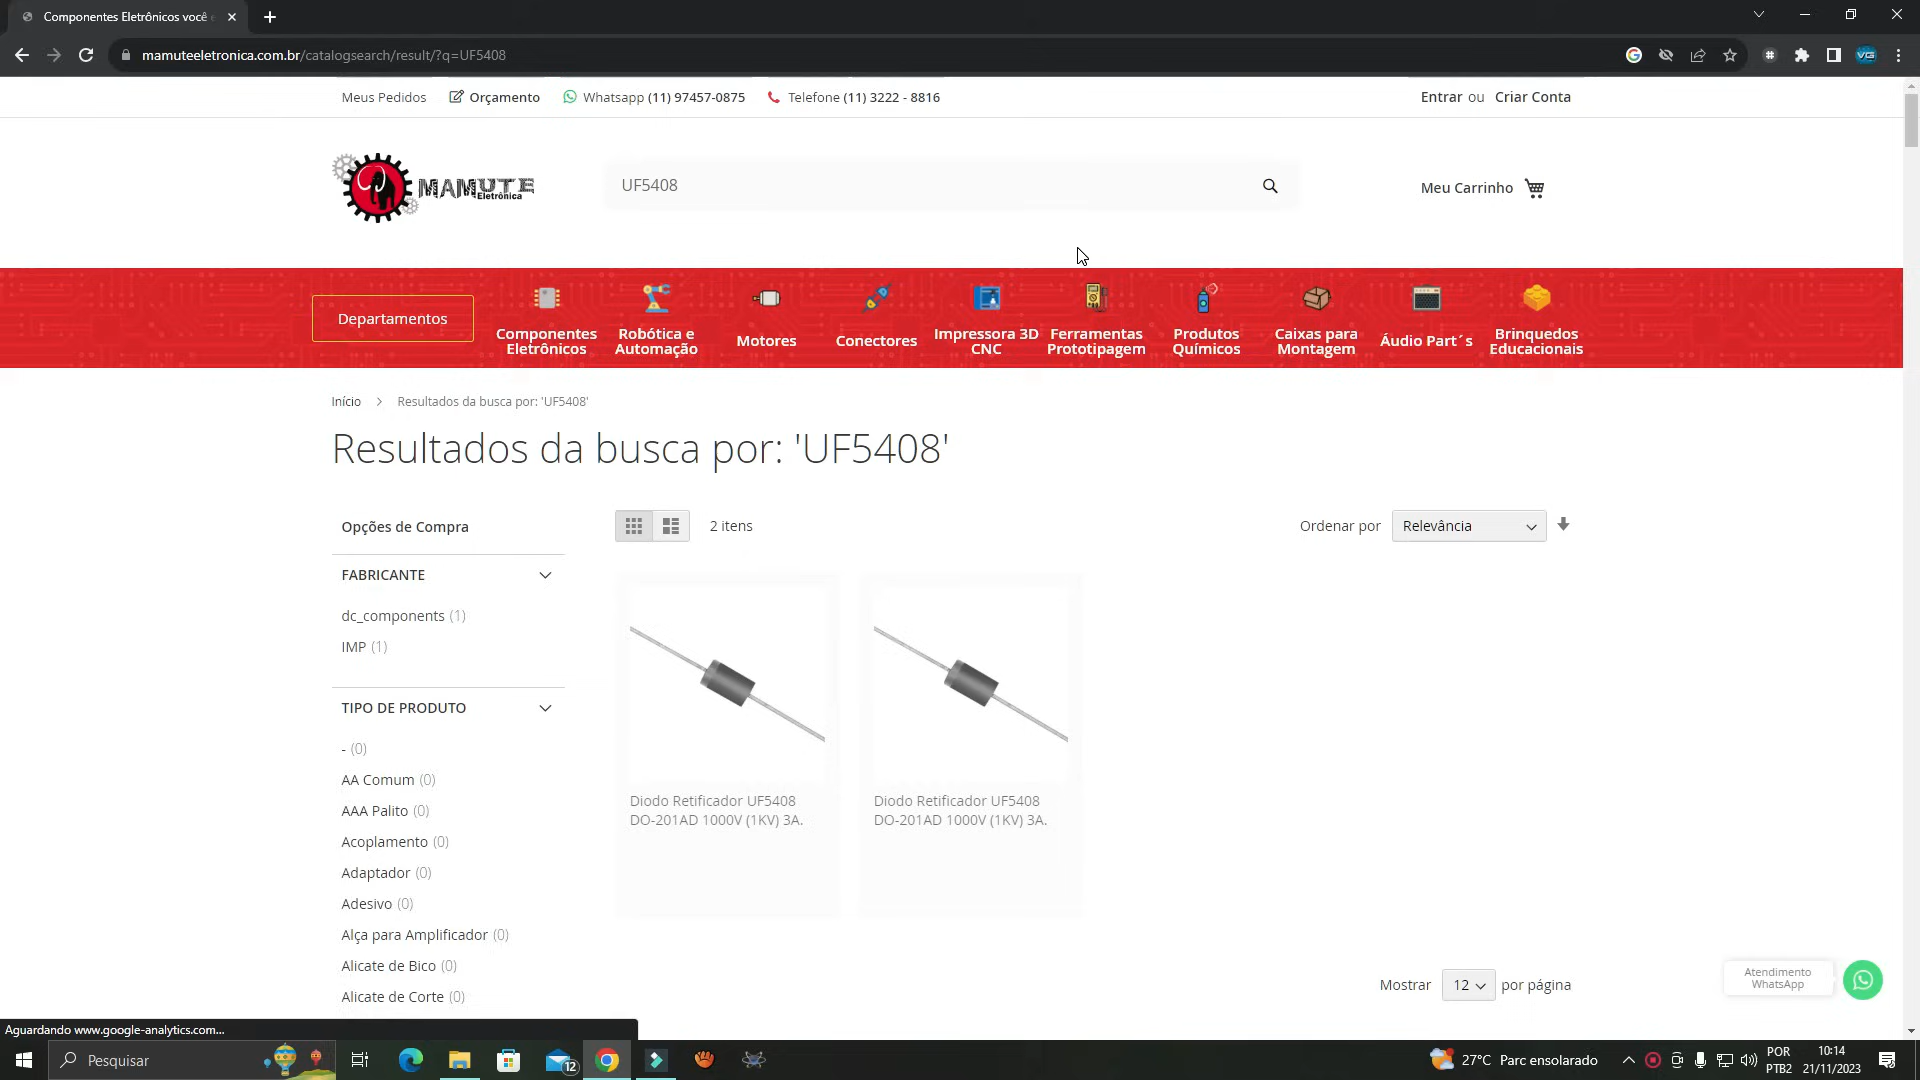 Componentes Eletrônicos você
mamuteeletronica.com.br/catalogsearch/result/?q=UF5408
Meus Pedidos Orçamento Whatsapp (11) 97457-0875 Telefone (11) 3222 - 8816 Entrar ou Criar Conta
MAMUTE
Eletrônica
UF5408
Meu Carrinho
Departamentos
Componentes
Eletrônicos
Robótica e
Automação
Motores
Conectores
Impressora 3D
CNC
Ferramentas
Prototipagem
Produtos
Químicos
Caixas para
Montagem
Áudio Part´s
Brinquedos
Educacionais
Início Resultados da busca por: 'UF5408'
Resultados da busca por: 'UF5408'
Opções de Compra
2 itens
Ordenar por Relevância
FABRICANTE
dc_components (1)
IMP (1)
TIPO DE PRODUTO
- (0)
AA Comum (0)
AAA Palito (0)
Acoplamento (0)
Adaptador (0)
Adesivo (0)
Alça para Amplificador (0)
Alicate de Bico (0)
Alicate de Corte (0)
Diodo Retificador UF5408
DO-201AD 1000V (1KV) 3A.
Diodo Retificador UF5408
DO-201AD 1000V (1KV) 3A.
Mostrar 12 por página
Atendimento
WhatsApp
Aguardando www.google-analytics.com...
Pesquisar
12
27°C Parc ensolarado
POR
PTB2
10:14
21/11/2023
VG